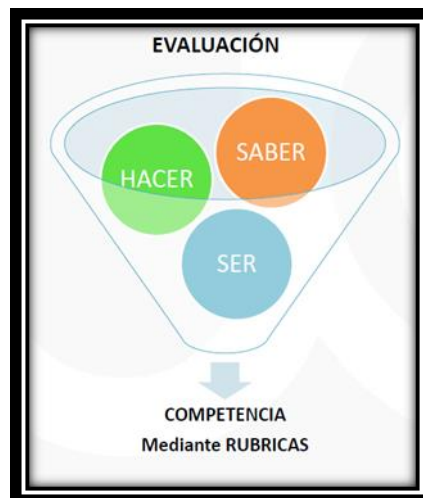 EVALUACIÓN
SABER
HACER
SER
COMPETENCIA
Mediante RUBRICAS